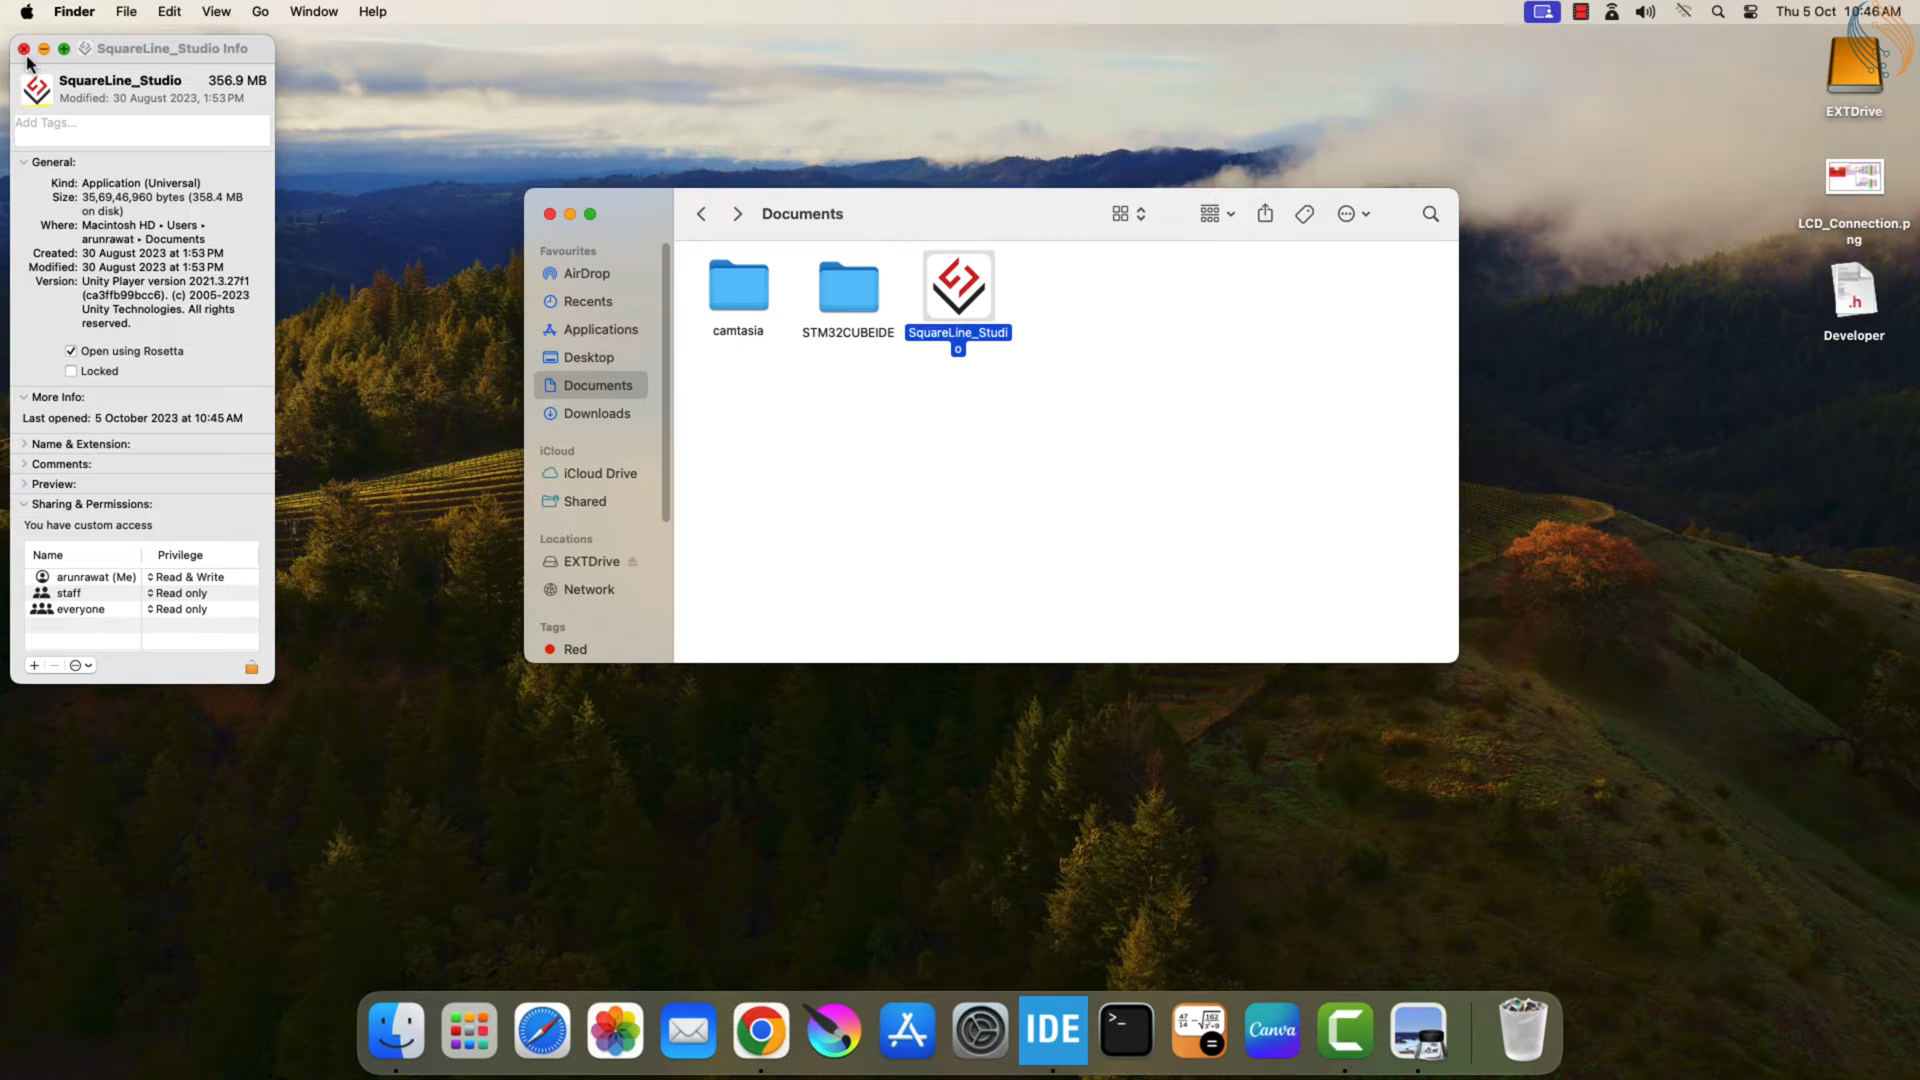 Finder File Edit View Go Window Help
Thu 5 Oct 10:46 AM
SquareLine_Studio Info
SquareLine_Studio 356.9 MB
Modified: 30 August 2023, 1:53 PM
Add Tags...
General:
Kind: Application (Universal)
Size: 35,69,46,960 bytes (358.4 MB
on disk)
Where: Macintosh HD • Users •
arunrawat • Documents
Created: 30 August 2023 at 1:53 PM
Modified: 30 August 2023 at 1:53 PM
Version: Unity Player version 2021.3.27f1
(ca3ffb99bcc6). (c) 2005-2023
Unity Technologies. All rights
reserved.
Open using Rosetta
Locked
More Info:
Last opened: 5 October 2023 at 10:45 AM
Name & Extension:
Comments:
Preview:
Sharing & Permissions:
You have custom access
Name Privilege
arunrawat (Me) Read & Write
staff Read only
everyone Read only
Documents
Favourites
AirDrop
Recents
Applications
Desktop
Documents
Downloads
iCloud
iCloud Drive
Shared
Locations
EXTDrive
Network
Tags
Red
camtasia
STM32CUBEIDE
SquareLine_Studi
o
EXTDrive
LCD_Connection.p
ng
.h
Developer
IDE
>_
Canva